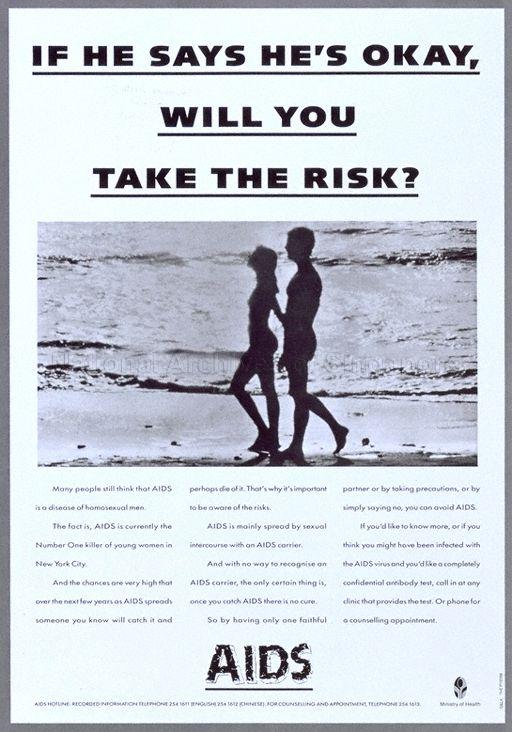 IF HE SAYS HE'S OKAY,
WILL YOU
TAKE THE RISK?
National Archives of Singapore
Many people still think that AIDS
is a disease of homosexual men.
The fact is, AIDS is currently the
Number One killer of young women in
New York City.
And the chances are very high that
over the next few years as AIDS spreads
someone you know will catch it and
perhaps die of it. That's why it's important
to be aware of the risks.
AIDS is mainly spread by sexual
intercourse with an AIDS carrier.
And with no way to recognise an
AIDS carrier, the only certain thing is,
once you catch AIDS there is no cure.
So by having only one faithful
partner or by taking precautions, or by
simply saying no, you can avoid AIDS.
If you'd like to know more, or if you
think you might have been infected with
the AIDS virus and you'd like a completely
confidential antibody test, call in at any
clinic that provides the test. Or phone for
a counselling appointment.
AIDS
Ministry of Health
AIDS HOTLINE: RECORDED INFORMATION TELEPHONE 254 1611 (ENGLISH) 254 1612 (CHINESE). FOR COUNSELLING AND APPOINTMENT, TELEPHONE 254 1613.